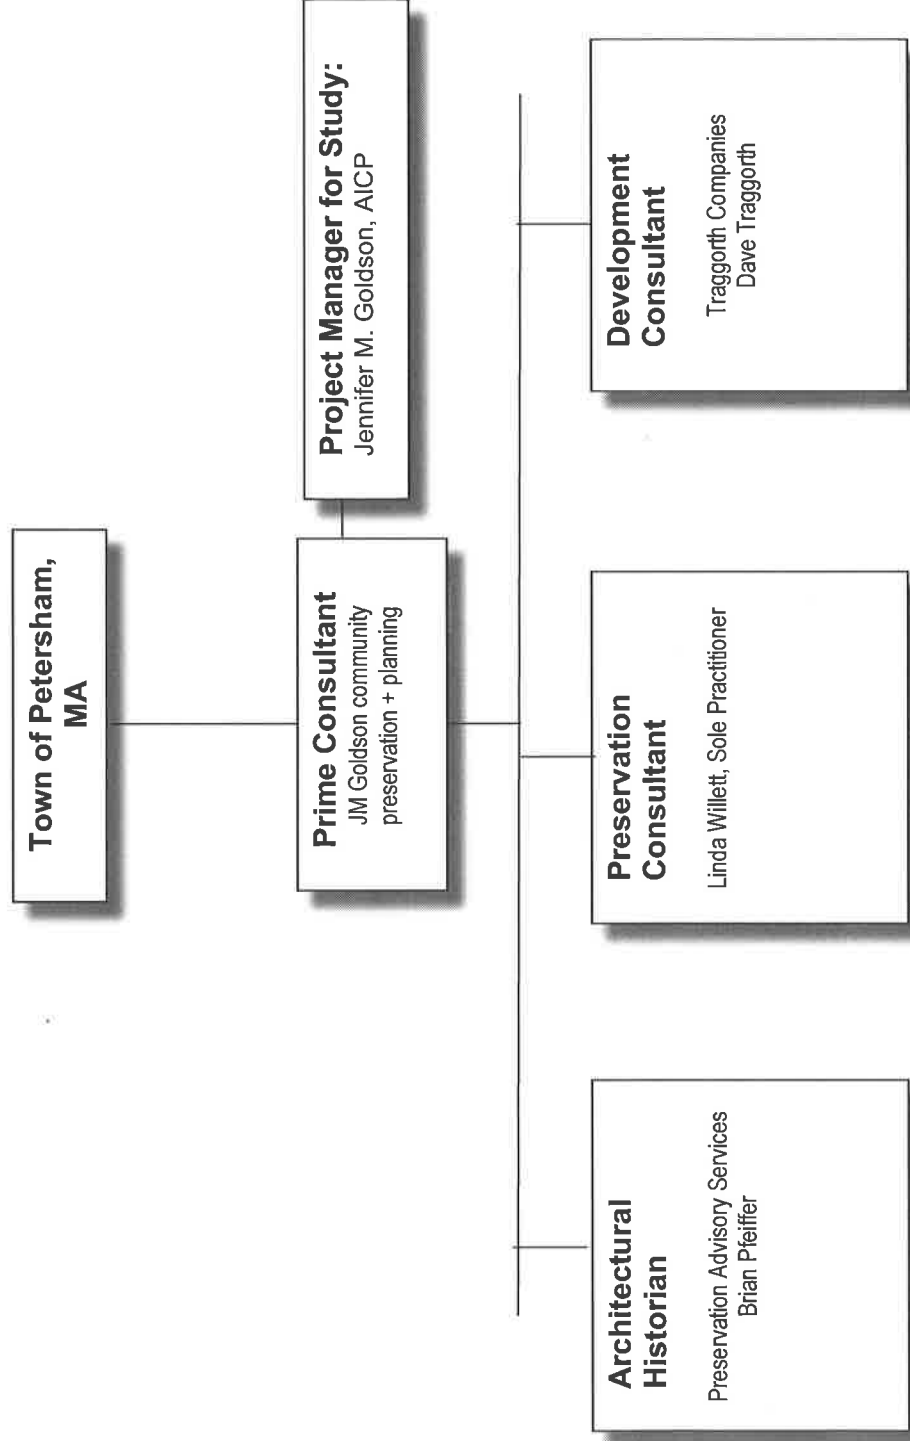 Town of Petersham,
MA
Prime Consultant
JM Goldson community
preservation + planning
Project Manager for Study:
Jennifer M. Goldson, AICP
Architectural
Historian
Preservation Advisory Services
Brian Pfeiffer
Preservation
Consultant
Linda Willett, Sole Practitioner
Development
Consultant
Traggorth Companies
Dave Traggorth